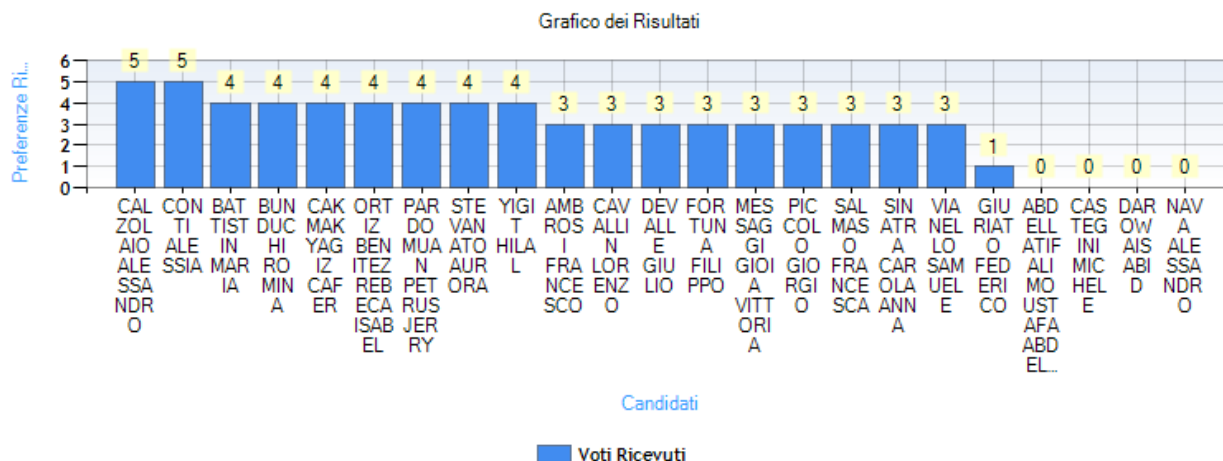 Grafico dei Risultati
Preferenze Ri...
6
5
4
3
2
1
0
5 5 4 4 4 4 4 4 4 3 3 3 3 3 3 3 3 3 1 0 0 0 0
CAL
ZOL
AIO
ALE
SSA
NDR
O
CON
TI
ALE
SSIA
BAT
TIST
IN
MAR
IA
BUN
DUC
HI
RO
MIN
A
CAK
MAK
YAG
IZ
CAF
ER
ORT
IZ
BEN
ITEZ
REB
ECA
ISAB
EL
PAR
DO
MUA
N
PET
RUS
JER
RY
STE
VAN
ATO
AUR
ORA
YIGI
T
HILA
L
AMB
ROS
I
FRA
NCE
SCO
CAV
ALLI
N
LOR
ENZ
O
DEV
ALL
E
GIU
LIO
FOR
TUN
A
FILI
PPO
MES
SAG
GI
GIOI
A
VITT
ORI
A
PIC
COL
O
GIO
RGI
O
SAL
MAS
O
FRA
NCE
SCA
SIN
ATR
A
CAR
OLA
ANN
A
VIA
NEL
LO
SAM
UEL
E
GIU
RIAT
O
FED
ERI
CO
ABD
ELL
ATIF
ALI
MO
UST
AFA
ABD
EL...
CAS
TEG
INI
MIC
HEL
E
DAR
OW
AIS
ABI
D
NAV
A
ALE
SSA
NDR
O
Candidati
Voti Ricevuti